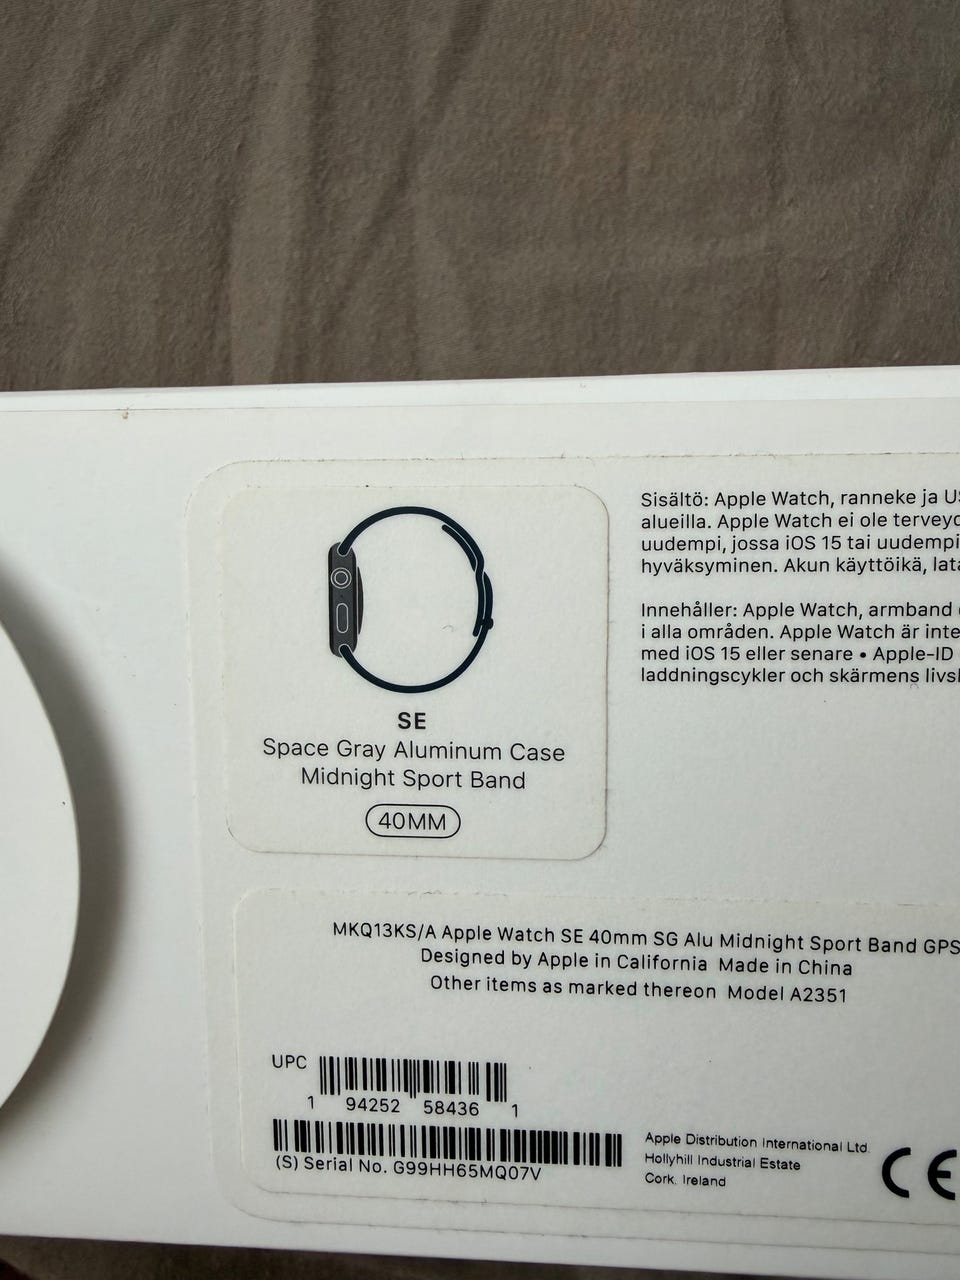 SE
Space Gray Aluminum Case
Midnight Sport Band
40MM
Sisältö: Apple Watch, ranneke ja
alueilla. Apple Watch ei ole
uudempi, jossa iOS 15 tai uudempi
hyväksyminen. Akun käyttöikä,
Innehåller: Apple Watch, armband
i alla områden. Apple Watch är
med iOS 15 eller senare • Apple-ID
laddningscykler och skärmens
MKQ13KS/A Apple Watch SE 40mm SG Alu Midnight Sport Band GPS
Designed by Apple in California Made in China
Other items as marked thereon Model A2351
UPC
1 94252 58436 1
(S) Serial No. G99HH65MQ07V
Apple Distribution International Ltd.
Hollyhill Industrial Estate
Cork. Ireland
CE